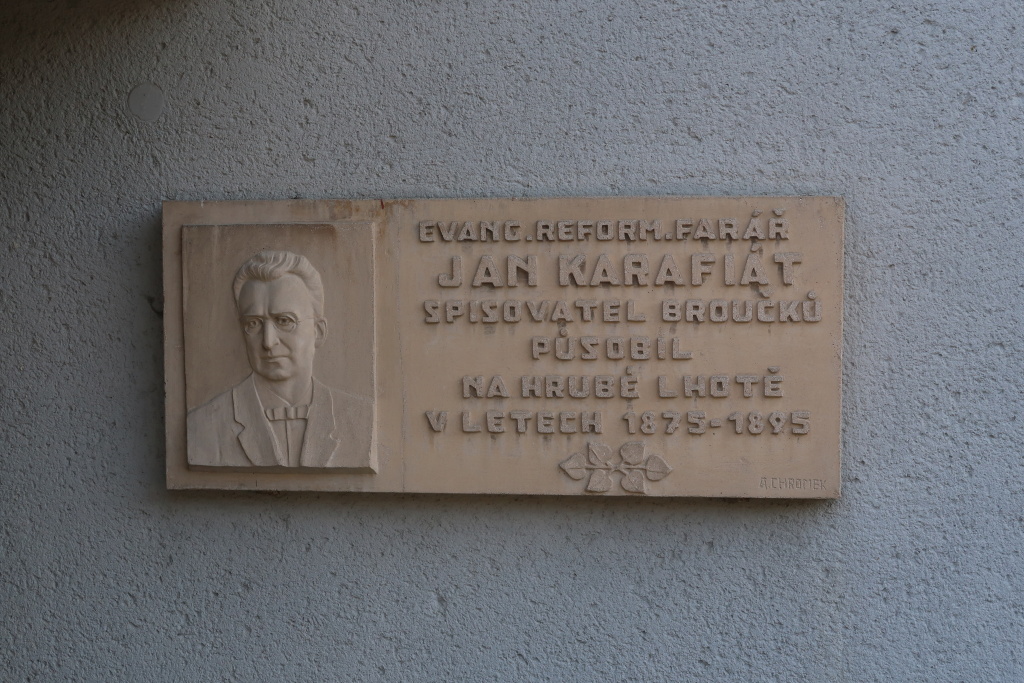 EVANG.REFORM.FARÁŘ
JAN KARAFIÁT
SPISOVATEL BROUČKŮ
PŮSOBIL
NA HRUBÉ LHOTĚ
V LETECH 1875-1895
A.CHROMEK